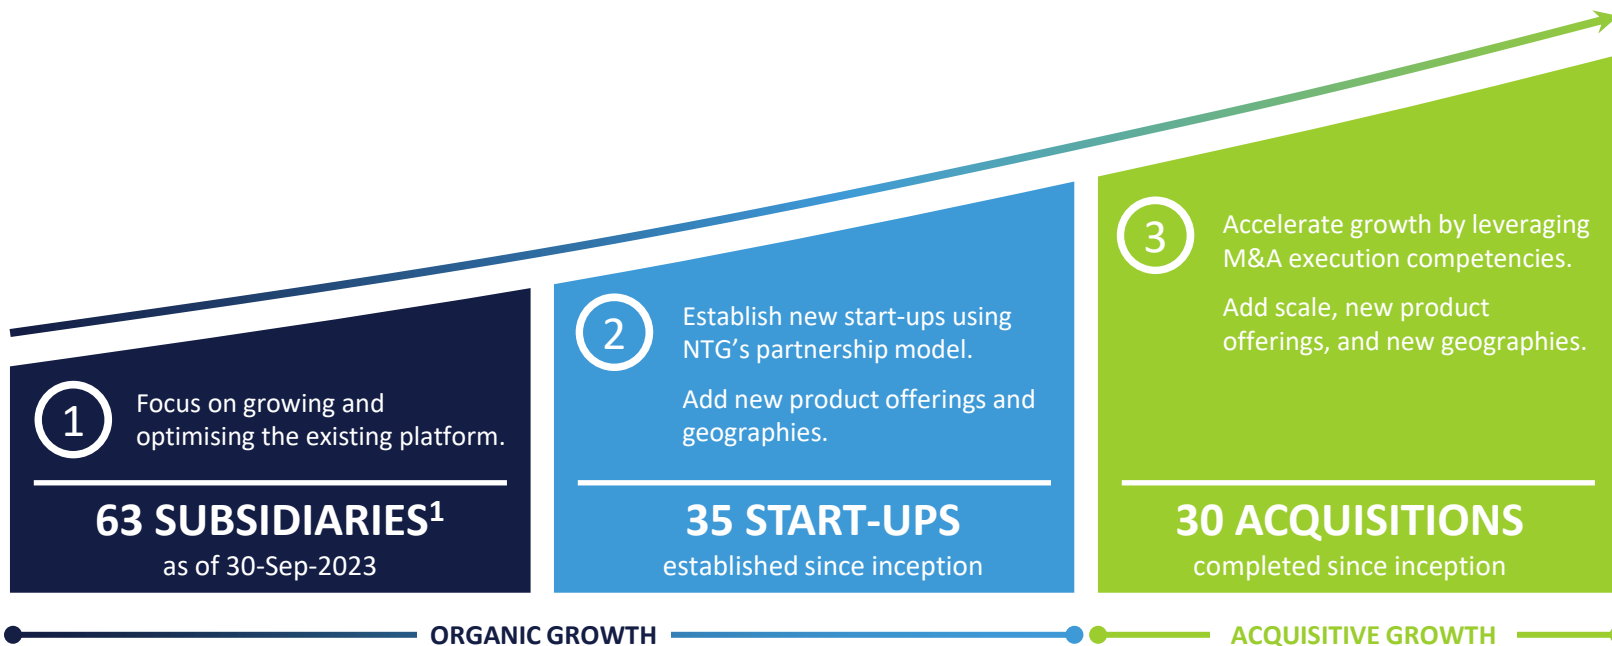 1
Focus on growing and
optimising the existing platform.
63 SUBSIDIARIES¹
as of 30-Sep-2023
2
Establish new start-ups using
NTG’s partnership model.
Add new product offerings and
geographies.
35 START-UPS
established since inception
3
Accelerate growth by leveraging
M&A execution competencies.
Add scale, new product
offerings, and new geographies.
30 ACQUISITIONS
completed since inception
ORGANIC GROWTH
ACQUISITIVE GROWTH